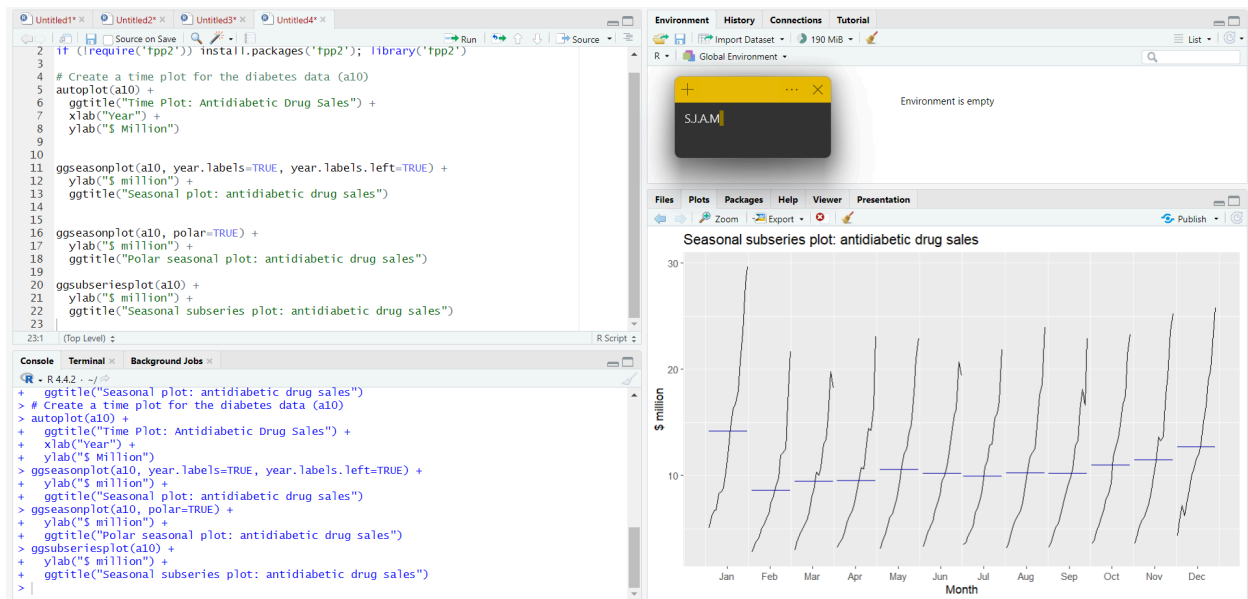 Untitled1* × Untitled2* × Untitled3* × Untitled4* ×
Source on Save Run Source
2 if (!require('fpp2')) install.packages('fpp2'); library('fpp2')
3
4 # Create a time plot for the diabetes data (a10)
5 autoplot(a10) +
6 ggtitle("Time Plot: Antidiabetic Drug Sales") +
7 xlab("Year") +
8 ylab("$ Million")
9
10
11 ggseasonplot(a10, year.labels=TRUE, year.labels.left=TRUE) +
12 ylab("$ million") +
13 ggtitle("Seasonal plot: antidiabetic drug sales")
14
15
16 ggseasonplot(a10, polar=TRUE) +
17 ylab("$ million") +
18 ggtitle("Polar seasonal plot: antidiabetic drug sales")
19
20 ggsubseriesplot(a10) +
21 ylab("$ million") +
22 ggtitle("Seasonal subseries plot: antidiabetic drug sales")
23
23:1 (Top Level) R Script
Console Terminal × Background Jobs ×
R 4.4.2 · ~/
+ ggtitle("Seasonal plot: antidiabetic drug sales")
> # Create a time plot for the diabetes data (a10)
> autoplot(a10) +
+ ggtitle("Time Plot: Antidiabetic Drug Sales") +
+ xlab("Year") +
+ ylab("$ Million")
> ggseasonplot(a10, year.labels=TRUE, year.labels.left=TRUE) +
+ ylab("$ million") +
+ ggtitle("Seasonal plot: antidiabetic drug sales")
> ggseasonplot(a10, polar=TRUE) +
+ ylab("$ million") +
+ ggtitle("Polar seasonal plot: antidiabetic drug sales")
> ggsubseriesplot(a10) +
+ ylab("$ million") +
+ ggtitle("Seasonal subseries plot: antidiabetic drug sales")
>
Environment History Connections Tutorial
Import Dataset 190 MiB List
R Global Environment
Environment is empty
S.J.A.M
Files Plots Packages Help Viewer Presentation
Zoom Export Publish
Seasonal subseries plot: antidiabetic drug sales
30
20
10
$ million
Jan Feb Mar Apr May Jun Jul Aug Sep Oct Nov Dec
Month